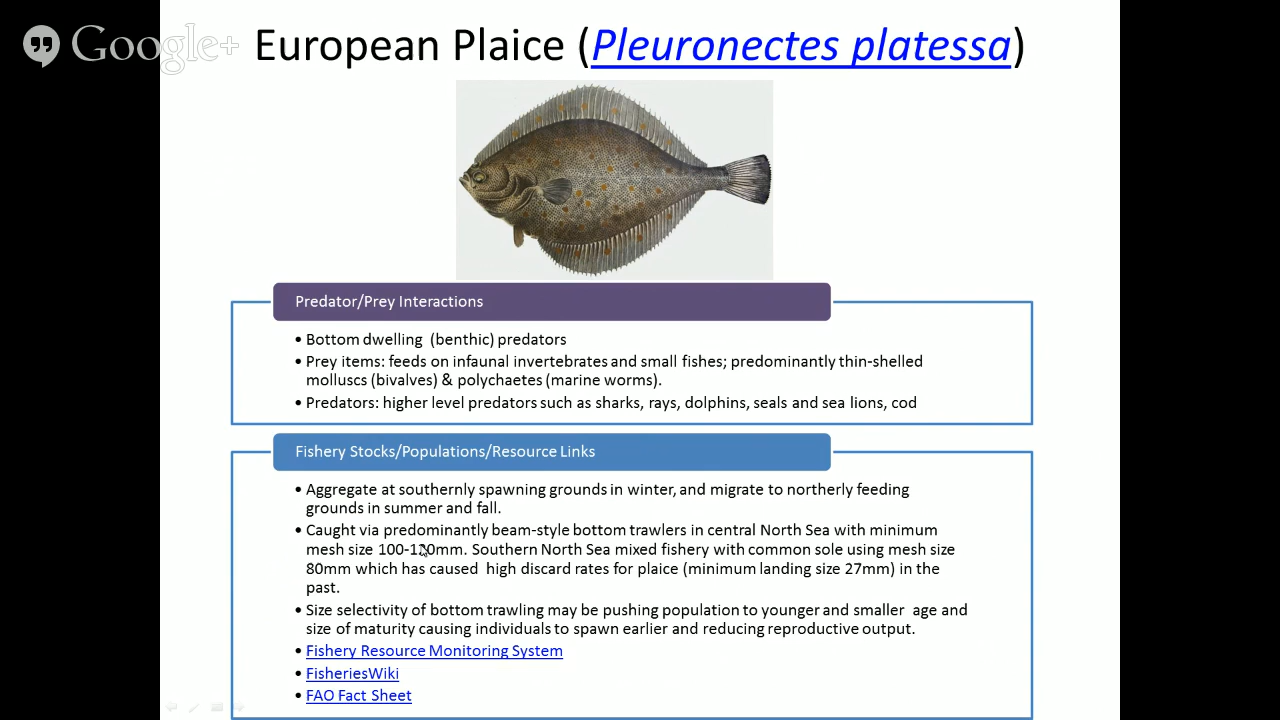 Google+
European Plaice (Pleuronectes platessa)
Predator/Prey Interactions
• Bottom dwelling (benthic) predators
• Prey items: feeds on infaunal invertebrates and small fishes; predominantly thin-shelled
molluscs (bivalves) & polychaetes (marine worms).
• Predators: higher level predators such as sharks, rays, dolphins, seals and sea lions, cod
Fishery Stocks/Populations/Resource Links
• Aggregate at southernly spawning grounds in winter, and migrate to northerly feeding
grounds in summer and fall.
• Caught via predominantly beam-style bottom trawlers in central North Sea with minimum
mesh size 100-120mm. Southern North Sea mixed fishery with common sole using mesh size
80mm which has caused high discard rates for plaice (minimum landing size 27mm) in the
past.
• Size selectivity of bottom trawling may be pushing population to younger and smaller age and
size of maturity causing individuals to spawn earlier and reducing reproductive output.
• Fishery Resource Monitoring System
• FisheriesWiki
• FAO Fact Sheet